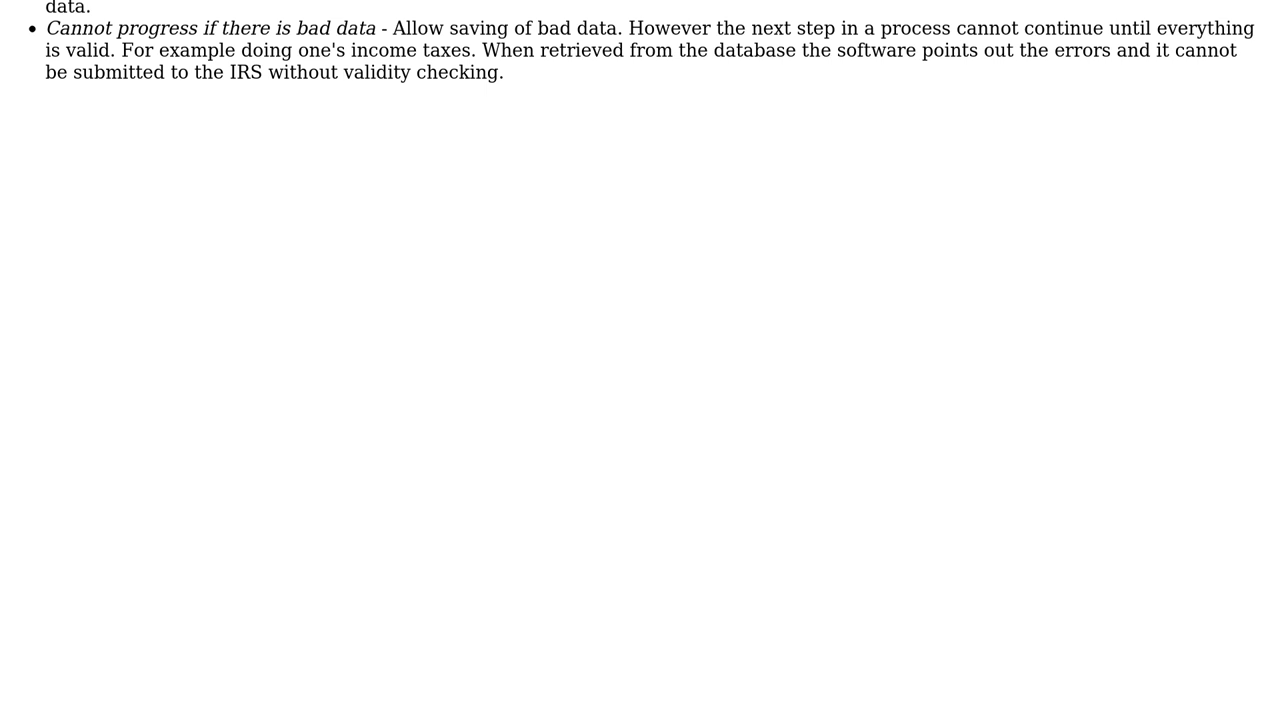 data.
• Cannot progress if there is bad data - Allow saving of bad data. However the next step in a process cannot continue until everything
is valid. For example doing one's income taxes. When retrieved from the database the software points out the errors and it cannot
be submitted to the IRS without validity checking.